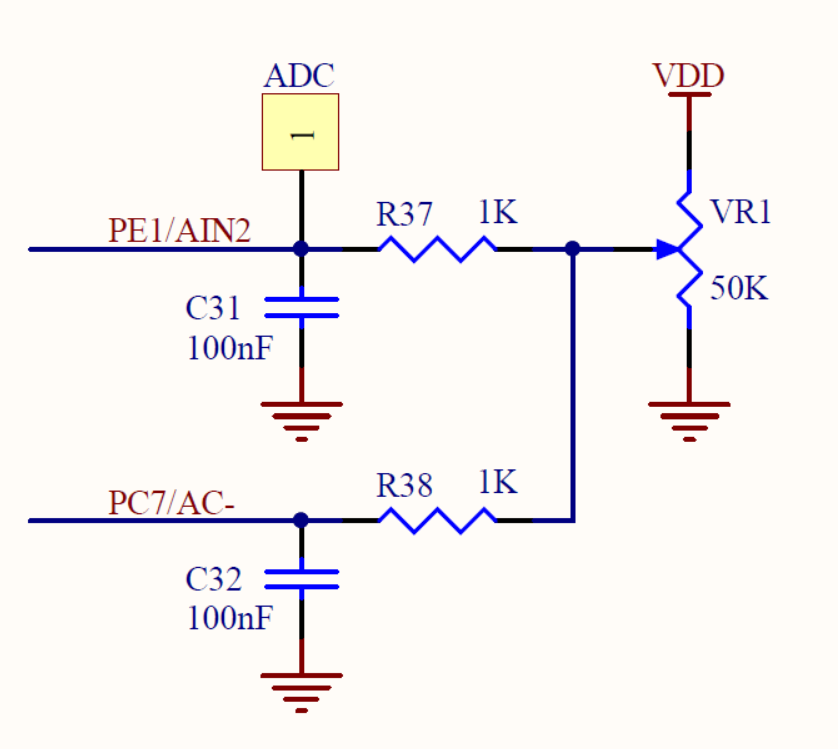 ADC
VDD
1
R37 1K
VR1
PE1/AIN2
C31
100nF
50K
R38 1K
PC7/AC-
C32
100nF